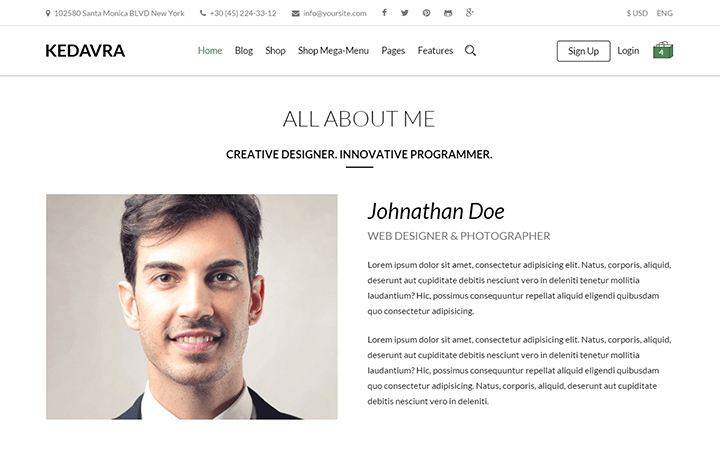 102580 Santa Monica BLVD New York +30 (45) 224-33-12 info@yoursite.com $ USD ENG
KEDAVRA Home Blog Shop Shop Mega-Menu Pages Features Sign Up Login 4
ALL ABOUT ME
CREATIVE DESIGNER. INNOVATIVE PROGRAMMER.
Johnathan Doe
WEB DESIGNER & PHOTOGRAPHER
Lorem ipsum dolor sit amet, consectetur adipisicing elit. Natus, corporis, aliquid,
deserunt aut cupiditate debitis nesciunt vero in deleniti tenetur mollitia
laudantium? Hic, possimus consequuntur repellat aliquid eligendi quibusdam
quo consectetur adipisicing.
Lorem ipsum dolor sit amet, consectetur adipisicing elit. Natus, corporis, aliquid,
deserunt aut cupiditate debitis nesciunt vero in deleniti tenetur mollitia
laudantium? Hic, possimus consequuntur repellat aliquid eligendi quibusdam
quo consectetur adipisicing. Natus, corporis, aliquid, deserunt aut cupiditate
debitis nesciunt vero in deleniti.